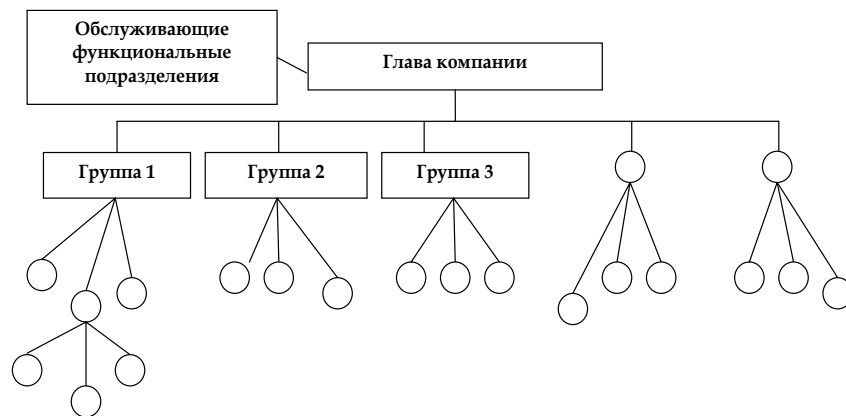 Обслуживающие
функциональные
подразделения
Глава компании
Группа 1
Группа 2
Группа 3